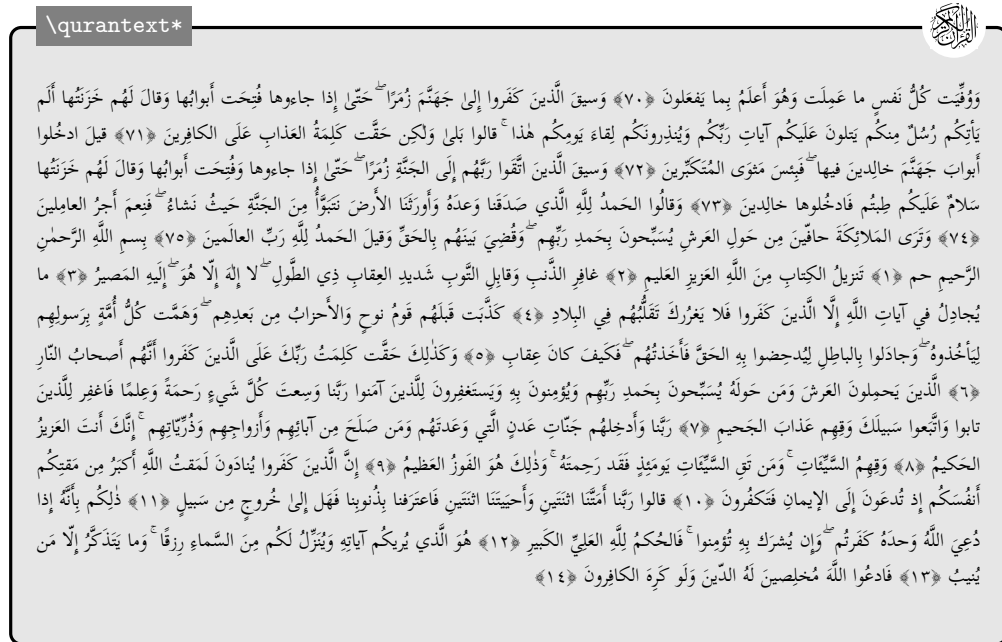 \qurantext*
وَوُفِّيَت كُلُّ نَفسٍ ما عَمِلَت وَهُوَ أَعلَمُ بِما يَفعَلونَ ﴿٧٠﴾ وَسيقَ الَّذينَ كَفَروا إِلىٰ جَهَنَّمَ زُمَرًا ۖ حَتّىٰ إِذا جاءوها فُتِحَت أَبوابُها وَقالَ لَهُم خَزَنَتُها أَلَم
يَأتِكُم رُسُلٌ مِنكُم يَتلونَ عَلَيكُم آياتِ رَبِّكُم وَيُنذِرونَكُم لِقاءَ يَومِكُم هٰذا ۚ قالوا بَلىٰ وَلٰكِن حَقَّت كَلِمَةُ العَذابِ عَلَى الكافِرينَ ﴿٧١﴾ قيلَ ادخُلوا
أَبوابَ جَهَنَّمَ خالِدينَ فيها ۖ فَبِئسَ مَثوَى المُتَكَبِّرينَ ﴿٧٢﴾ وَسيقَ الَّذينَ اتَّقَوا رَبَّهُم إِلَى الجَنَّةِ زُمَرًا ۖ حَتّىٰ إِذا جاءوها وَفُتِحَت أَبوابُها وَقالَ لَهُم خَزَنَتُها
سَلامٌ عَلَيكُم طِبتُم فَادخُلوها خالِدينَ ﴿٧٣﴾ وَقالُوا الحَمدُ لِلَّهِ الَّذي صَدَقَنا وَعدَهُ وَأَورَثَنَا الأَرضَ نَتَبَوَّأُ مِنَ الجَنَّةِ حَيثُ نَشاءُ ۖ فَنِعمَ أَجرُ العامِلينَ
﴿٧٤﴾ وَتَرَى المَلائِكَةَ حافّينَ مِن حَولِ العَرشِ يُسَبِّحونَ بِحَمدِ رَبِّهِم ۖ وَقُضِيَ بَينَهُم بِالحَقِّ وَقيلَ الحَمدُ لِلَّهِ رَبِّ العالَمينَ ﴿٧٥﴾ بِسمِ اللَّهِ الرَّحمٰنِ
الرَّحيمِ حم ﴿١﴾ تَنزيلُ الكِتابِ مِنَ اللَّهِ العَزيزِ العَليمِ ﴿٢﴾ غافِرِ الذَّنبِ وَقابِلِ التَّوبِ شَديدِ العِقابِ ذِي الطَّولِ ۖ لا إِلٰهَ إِلّا هُوَ ۖ إِلَيهِ المَصيرُ ﴿٣﴾ ما
يُجادِلُ في آياتِ اللَّهِ إِلَّا الَّذينَ كَفَروا فَلا يَغرُركَ تَقَلُّبُهُم فِي البِلادِ ﴿٤﴾ كَذَّبَت قَبلَهُم قَومُ نوحٍ وَالأَحزابُ مِن بَعدِهِم ۖ وَهَمَّت كُلُّ أُمَّةٍ بِرَسولِهِم
لِيَأخُذوهُ ۖ وَجادَلوا بِالباطِلِ لِيُدحِضوا بِهِ الحَقَّ فَأَخَذتُهُم ۖ فَكَيفَ كانَ عِقابِ ﴿٥﴾ وَكَذٰلِكَ حَقَّت كَلِمَتُ رَبِّكَ عَلَى الَّذينَ كَفَروا أَنَّهُم أَصحابُ النّارِ
﴿٦﴾ الَّذينَ يَحمِلونَ العَرشَ وَمَن حَولَهُ يُسَبِّحونَ بِحَمدِ رَبِّهِم وَيُؤمِنونَ بِهِ وَيَستَغفِرونَ لِلَّذينَ آمَنوا رَبَّنا وَسِعتَ كُلَّ شَيءٍ رَحمَةً وَعِلمًا فَاغفِر لِلَّذينَ
تابوا وَاتَّبَعوا سَبيلَكَ وَقِهِم عَذابَ الجَحيمِ ﴿٧﴾ رَبَّنا وَأَدخِلهُم جَنّاتِ عَدنٍ الَّتي وَعَدتَهُم وَمَن صَلَحَ مِن آبائِهِم وَأَزواجِهِم وَذُرِّيّاتِهِم ۚ إِنَّكَ أَنتَ العَزيزُ
الحَكيمُ ﴿٨﴾ وَقِهِمُ السَّيِّئَاتِ ۚ وَمَن تَقِ السَّيِّئَاتِ يَومَئِذٍ فَقَد رَحِمتَهُ ۚ وَذٰلِكَ هُوَ الفَوزُ العَظيمُ ﴿٩﴾ إِنَّ الَّذينَ كَفَروا يُنادَونَ لَمَقتُ اللَّهِ أَكبَرُ مِن مَقتِكُم
أَنفُسَكُم إِذ تُدعَونَ إِلَى الإيمانِ فَتَكفُرونَ ﴿١٠﴾ قالوا رَبَّنا أَمَتَّنَا اثنَتَينِ وَأَحيَيتَنَا اثنَتَينِ فَاعتَرَفنا بِذُنوبِنا فَهَل إِلىٰ خُروجٍ مِن سَبيلٍ ﴿١١﴾ ذٰلِكُم بِأَنَّهُ إِذا
دُعِيَ اللَّهُ وَحدَهُ كَفَرتُم ۖ وَإِن يُشرَك بِهِ تُؤمِنوا ۚ فَالحُكمُ لِلَّهِ العَلِيِّ الكَبيرِ ﴿١٢﴾ هُوَ الَّذي يُريكُم آياتِهِ وَيُنَزِّلُ لَكُم مِنَ السَّماءِ رِزقًا ۚ وَما يَتَذَكَّرُ إِلّا مَن
يُنيبُ ﴿١٣﴾ فَادعُوا اللَّهَ مُخلِصينَ لَهُ الدّينَ وَلَو كَرِهَ الكافِرونَ ﴿١٤﴾